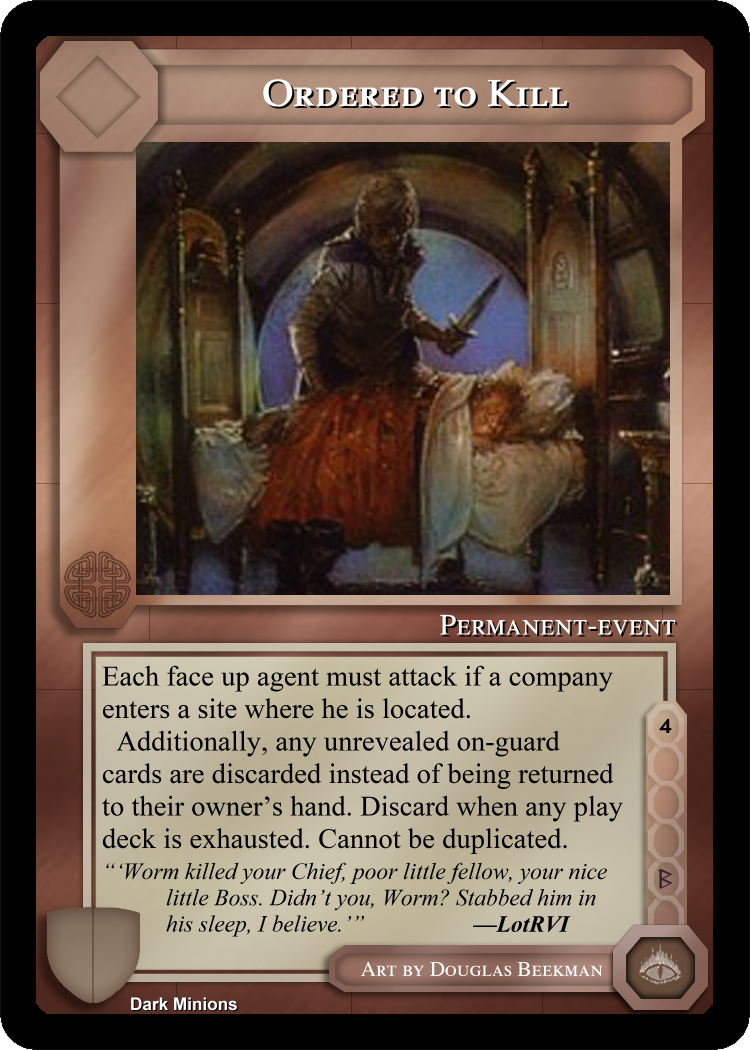 Ordered to Kill
Permanent-event
Each face up agent must attack if a company
enters a site where he is located.
Additionally, any unrevealed on-guard
cards are discarded instead of being returned
to their owner's hand. Discard when any play
deck is exhausted. Cannot be duplicated.
4
ᛒ
“‘Worm killed your Chief, poor little fellow, your nice
little Boss. Didn't you, Worm? Stabbed him in
his sleep, I believe.’” —LotRVI
Art by Douglas Beekman
Dark Minions